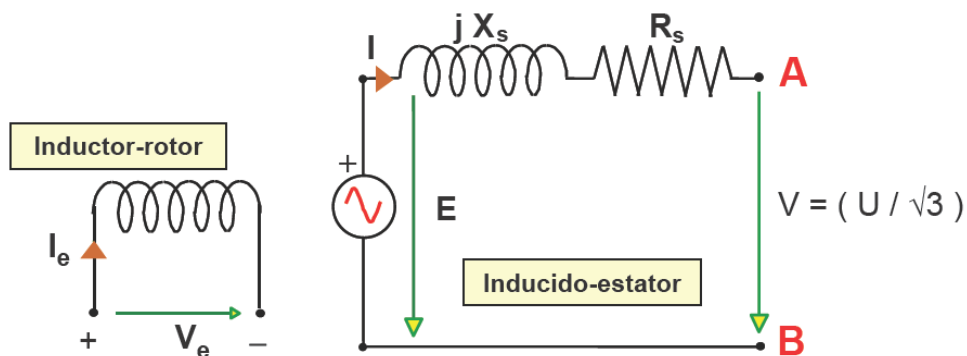 I
j Xs
Rs
A
Inductor-rotor
+
E
V = ( U / √3 )
Ie
Inducido-estator
+
Ve
–
B